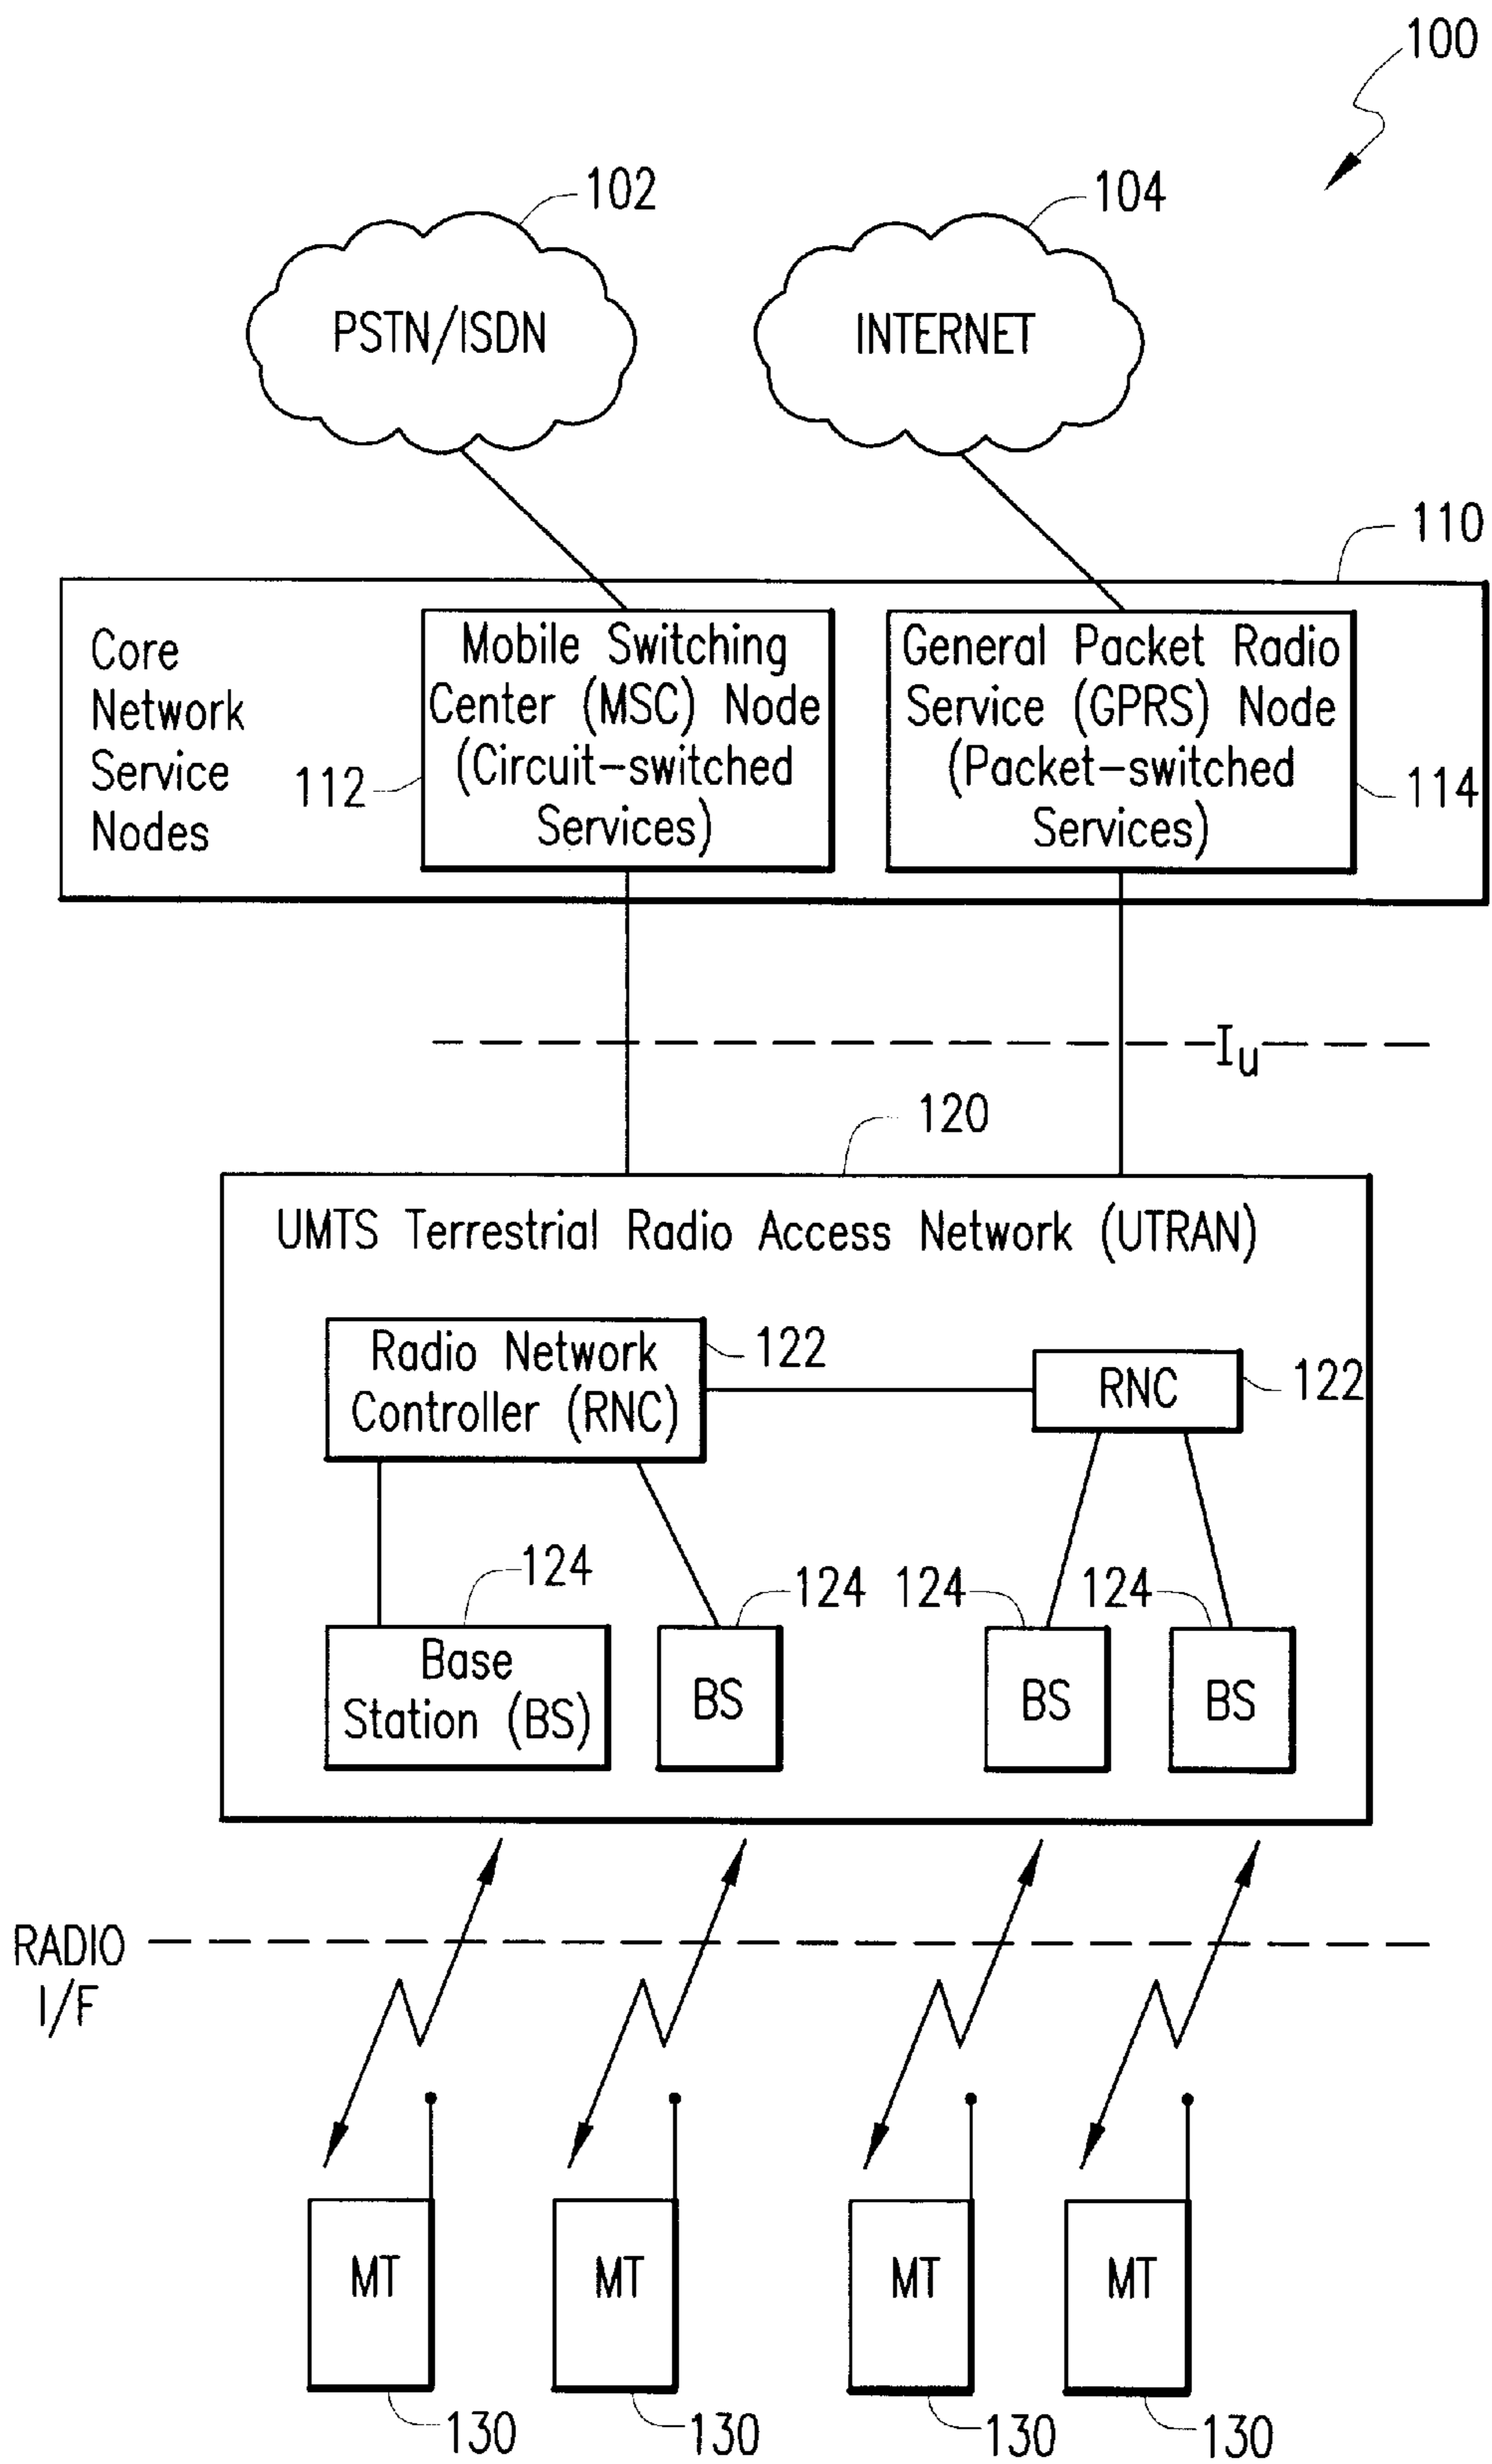 100
102
104
PSTN/ISDN
INTERNET
110
Core
Network
Service
Nodes
112
Mobile Switching
Center (MSC) Node
(Circuit-switched
Services)
General Packet Radio
Service (GPRS) Node
(Packet-switched
Services)
114
Iu
120
UMTS Terrestrial Radio Access Network (UTRAN)
Radio Network
Controller (RNC)
122
RNC
122
124
124
124
124
Base
Station (BS)
BS
BS
BS
RADIO
I/F
MT
MT
MT
MT
130
130
130
130